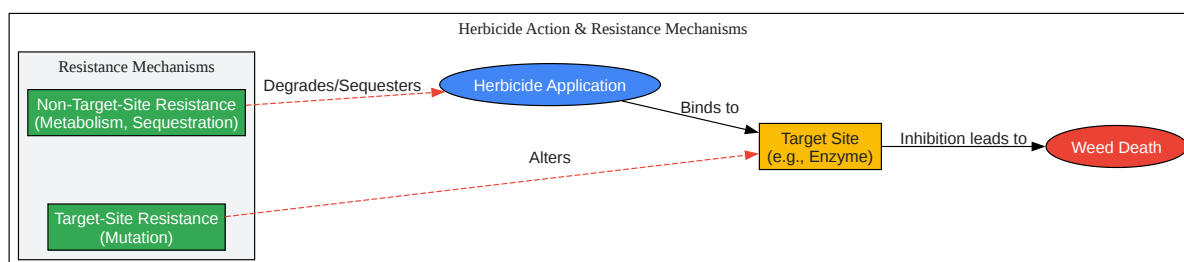 Herbicide Action & Resistance Mechanisms
Resistance Mechanisms
Non-Target-Site Resistance
(Metabolism, Sequestration)
Degrades/Sequesters
Herbicide Application
Binds to
Target Site
(e.g., Enzyme)
Inhibition leads to
Weed Death
Alters
Target-Site Resistance
(Mutation)